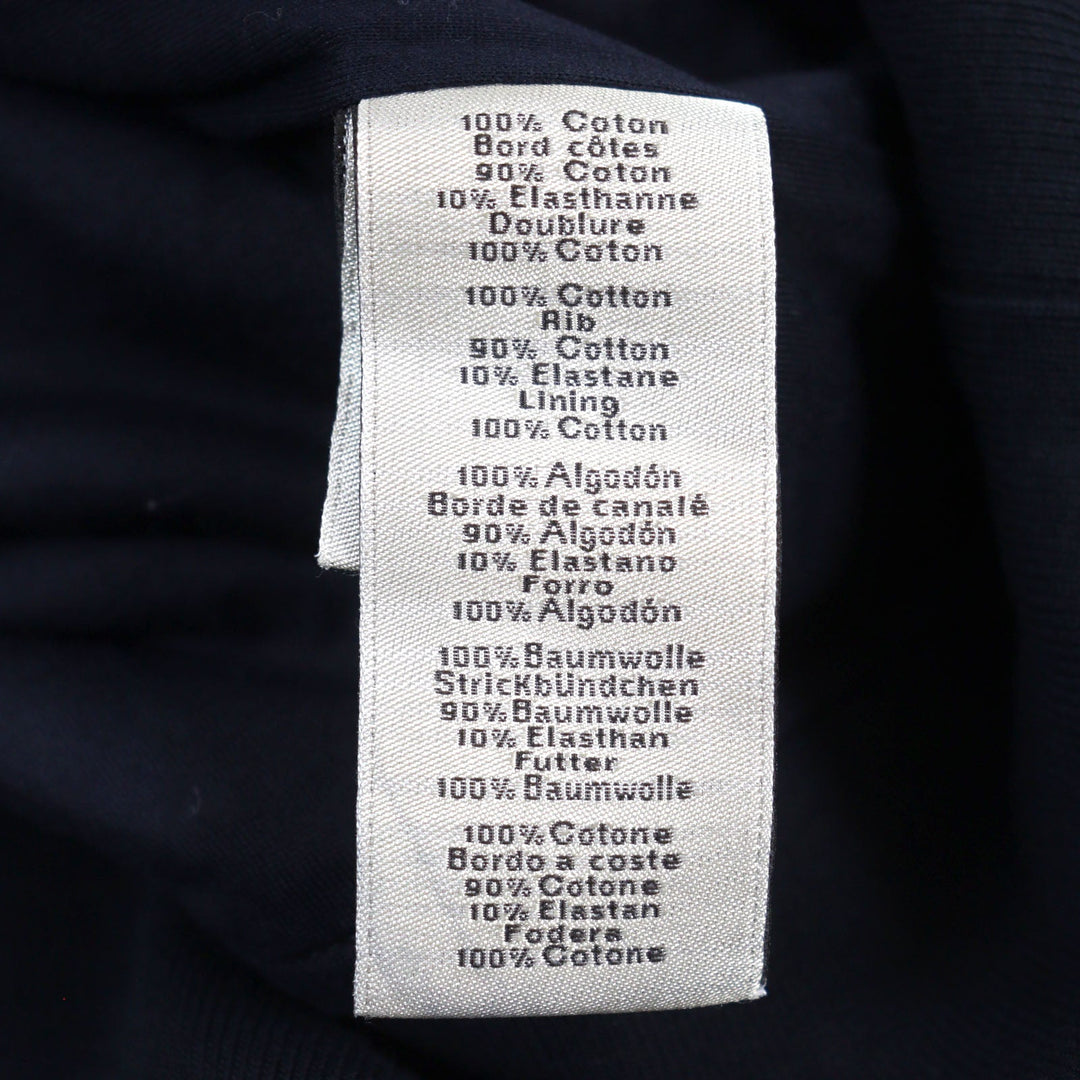 100% Coton
Bord côtes
90% Coton
10% Elasthanne
Doublure
100% Coton
100% Cotton
Rib
90% Cotton
10% Elastane
Lining
100% Cotton
100% Algodón
Borde de canalé
90% Algodón
10% Elastano
Forro
100% Algodón
100% Baumwolle
Strickbündchen
90% Baumwolle
10% Elasthan
Futter
100% Baumwolle
100% Cotone
Bordo a coste
90% Cotone
10% Elastan
Fodera
100% Cotone